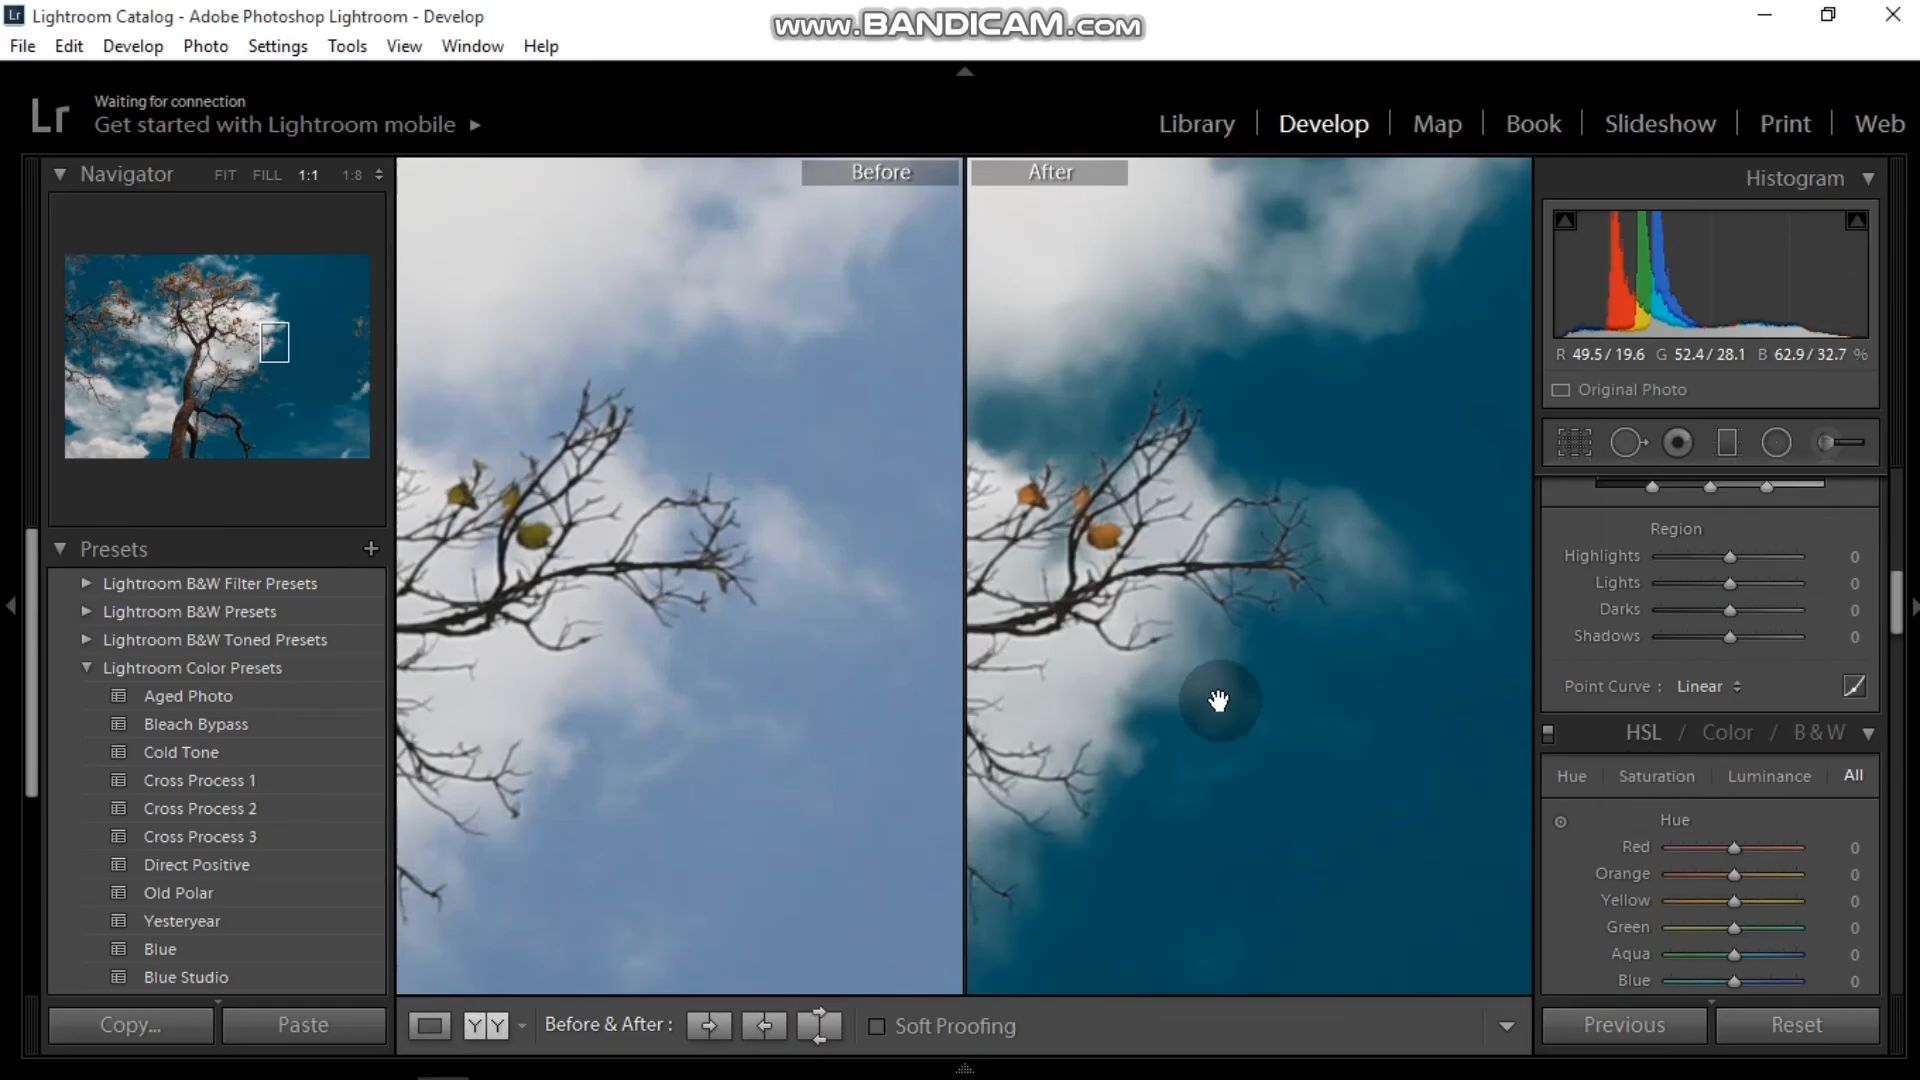 Lr Lightroom Catalog - Adobe Photoshop Lightroom - Develop
www.BANDICAM.com
File Edit Develop Photo Settings Tools View Window Help
Lr
Waiting for connection
Get started with Lightroom mobile
Library | Develop | Map | Book | Slideshow | Print | Web
Navigator FIT FILL 1:1 1:8
Presets +
Lightroom B&W Filter Presets
Lightroom B&W Presets
Lightroom B&W Toned Presets
Lightroom Color Presets
Aged Photo
Bleach Bypass
Cold Tone
Cross Process 1
Cross Process 2
Cross Process 3
Direct Positive
Old Polar
Yesteryear
Blue
Blue Studio
Copy... Paste
Before
After
YY Before & After : Soft Proofing
Histogram
R 49.5 / 19.6 G 52.4 / 28.1 B 62.9 / 32.7 %
Original Photo
Region
Highlights 0
Lights 0
Darks 0
Shadows 0
Point Curve : Linear
HSL / Color / B & W
Hue Saturation Luminance All
Hue
Red 0
Orange 0
Yellow 0
Green 0
Aqua 0
Blue 0
Previous Reset